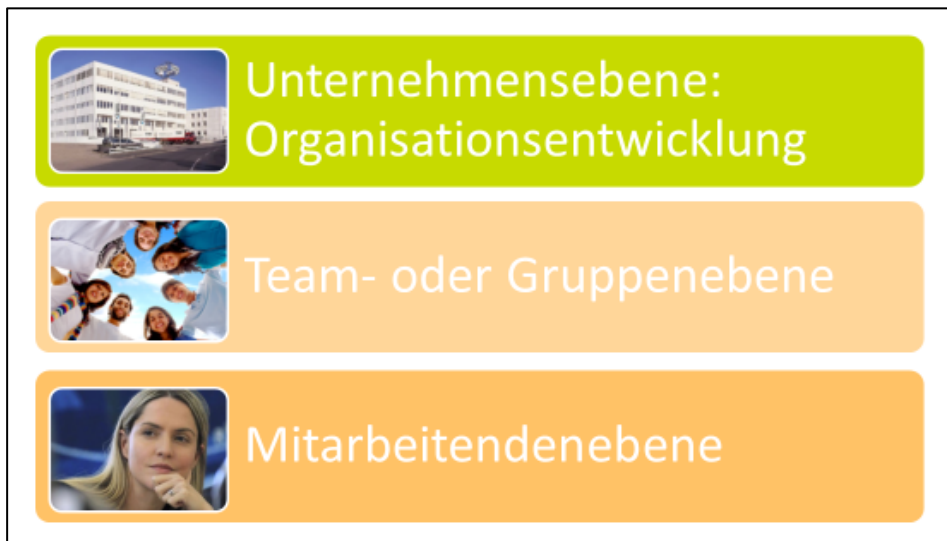 Unternehmensebene:
Organisationsentwicklung
Team- oder Gruppenebene
Mitarbeitendenebene